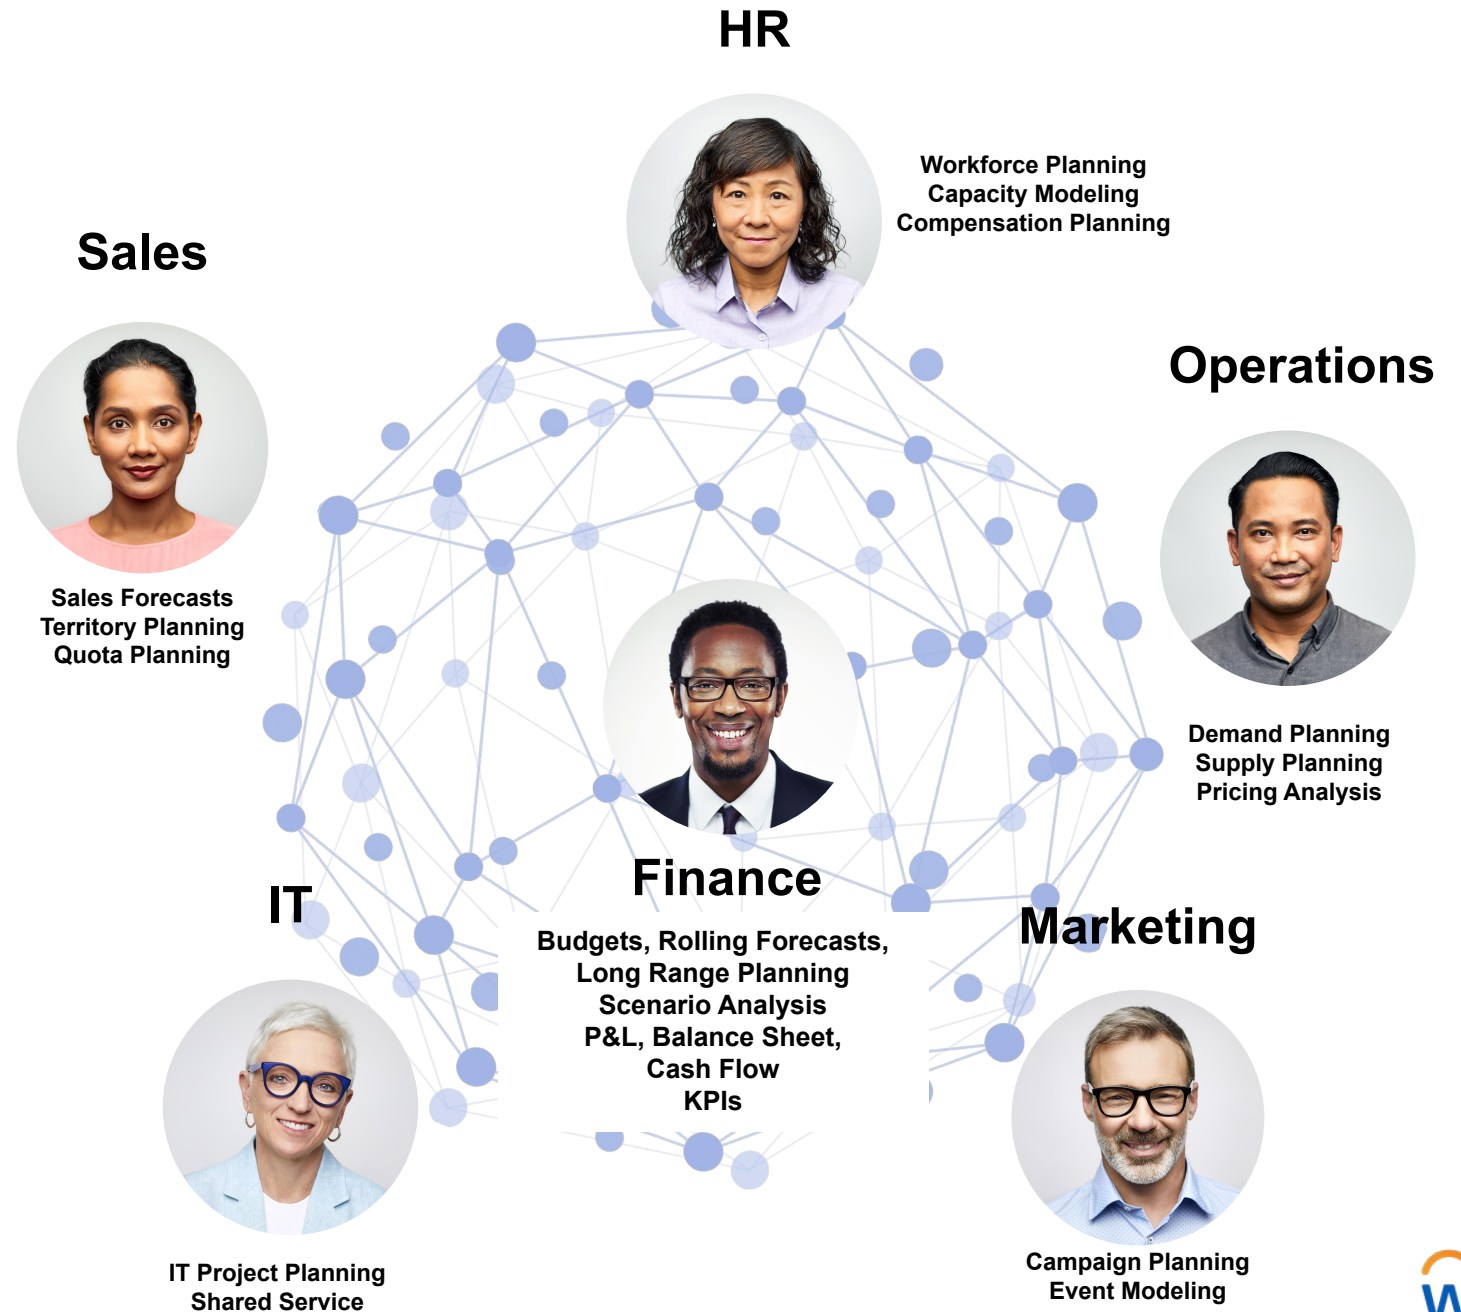 HR
Workforce Planning
Capacity Modeling
Compensation Planning
Sales
Sales Forecasts
Territory Planning
Quota Planning
Operations
Demand Planning
Supply Planning
Pricing Analysis
Finance
Budgets, Rolling Forecasts,
Long Range Planning
Scenario Analysis
P&L, Balance Sheet,
Cash Flow
KPIs
IT
IT Project Planning
Shared Service
Marketing
Campaign Planning
Event Modeling